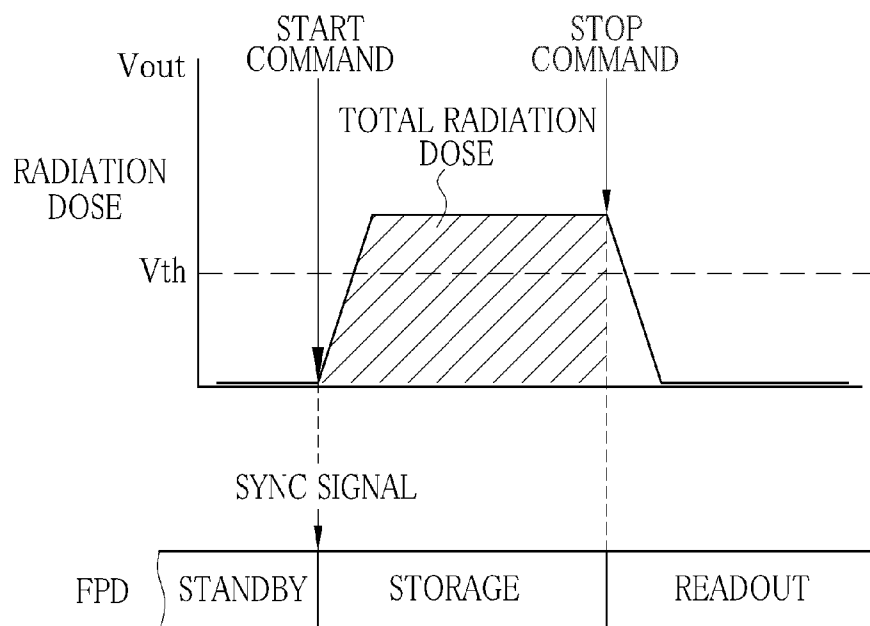 START
COMMAND
STOP
COMMAND
Vout
TOTAL RADIATION
DOSE
RADIATION
DOSE
Vth
SYNC SIGNAL
FPD
STANDBY
STORAGE
READOUT